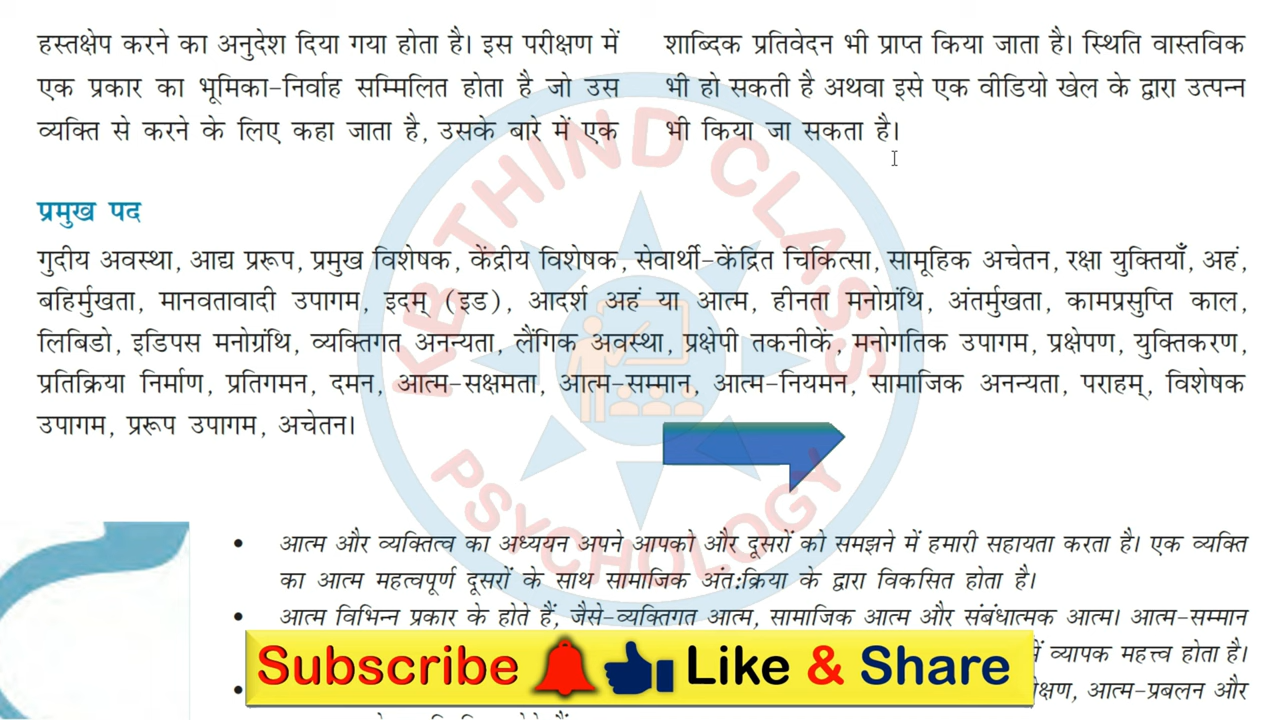 हस्तक्षेप करने का अनुदेश दिया गया होता है। इस परीक्षण में
एक प्रकार का भूमिका-निर्वाह सम्मिलित होता है जो उस
व्यक्ति से करने के लिए कहा जाता है, उसके बारे में एक
शाब्दिक प्रतिवेदन भी प्राप्त किया जाता है। स्थिति वास्तविक
भी हो सकती है अथवा इसे एक वीडियो खेल के द्वारा उत्पन्न
भी किया जा सकता है।
प्रमुख पद
गुदीय अवस्था, आद्य प्ररूप, प्रमुख विशेषक, केंद्रीय विशेषक, सेवार्थी-केंद्रित चिकित्सा, सामूहिक अचेतन, रक्षा युक्तियाँ, अहं,
बहिर्मुखता, मानवतावादी उपागम, इदम् (इड), आदर्श अहं या आत्म, हीनता मनोग्रंथि, अंतर्मुखता, कामप्रसुप्ति काल,
लिबिडो, इडिपस मनोग्रंथि, व्यक्तिगत अनन्यता, लैंगिक अवस्था, प्रक्षेपी तकनीकें, मनोगतिक उपागम, प्रक्षेपण, युक्तिकरण,
प्रतिक्रिया निर्माण, प्रतिगमन, दमन, आत्म-सक्षमता, आत्म-सम्मान, आत्म-नियमन, सामाजिक अनन्यता, पराहम्, विशेषक
उपागम, प्ररूप उपागम, अचेतन।
KB THIND CLASSES
PSYCHOLOGY
• आत्म और व्यक्तित्व का अध्ययन अपने आपको और दूसरों को समझने में हमारी सहायता करता है। एक व्यक्ति
का आत्म महत्वपूर्ण दूसरों के साथ सामाजिक अंत:क्रिया के द्वारा विकसित होता है।
• आत्म विभिन्न प्रकार के होते हैं, जैसे-व्यक्तिगत आत्म, सामाजिक आत्म और संबंधात्मक आत्म। आत्म-सम्मान
में व्यापक महत्त्व होता है।
• आत्म-प्रबलन और
Subscribe Like & Share